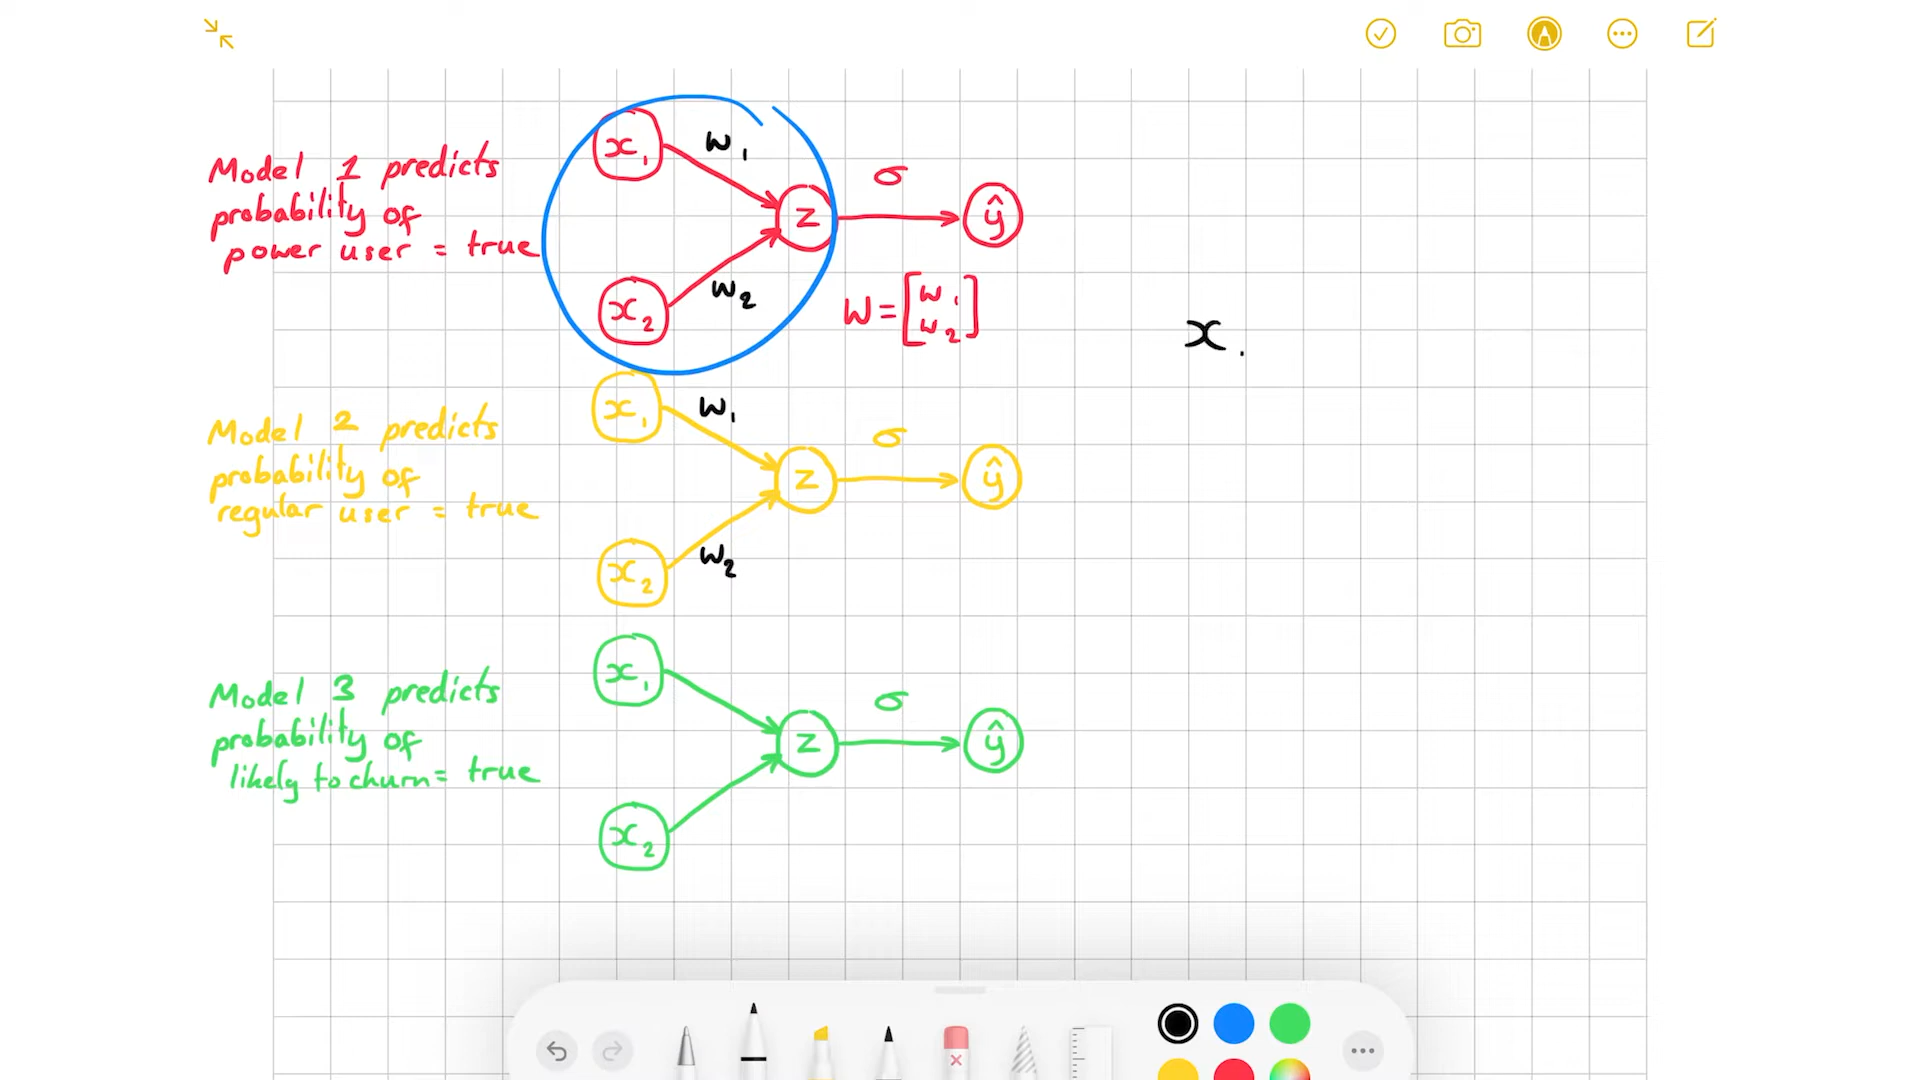 Model 1 predicts
probability of
power user = true
x₁
w₁
x₂
w₂
z
σ
ŷ
W = [w₁
w₂]
x.
Model 2 predicts
probability of
regular user = true
x₁
w₁
x₂
w₂
z
σ
ŷ
Model 3 predicts
probability of
likely to churn = true
x₁
x₂
z
σ
ŷ